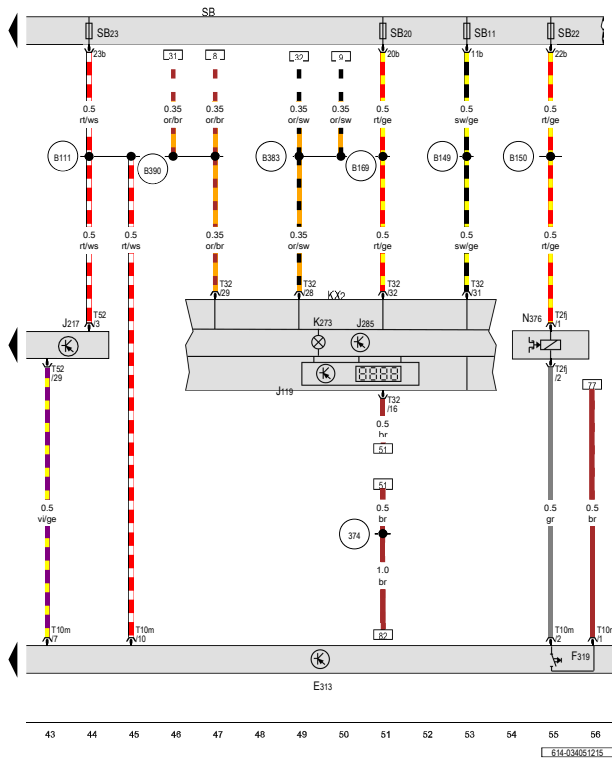 SB
SB23 SB20 SB11 SB22
23b 31 8 32 9 20b 11b 22b
0.5 0.35 0.35 0.35 0.35 0.5 0.5 0.5
rt/ws or/br or/br or/sw or/sw rt/ge sw/ge rt/ge
B111 B390 B383 B169 B149 B150
0.5 0.5 0.35 0.35 0.5 0.5 0.5
rt/ws rt/ws or/br or/sw rt/ge sw/ge rt/ge
T32 T32 T32 T32
/29 /28 /32 /31
KX2
J217 T52 K273 J285 N376 T2fj
/3 /1
T52 T2fj
/29 /2
8888
J119
T32 77
/16
0.5
br
51
51
0.5 0.5 0.5 0.5
vi/ge br gr br
374
1.0
br
82
T10m T10m T10m T10m
/7 /10 /2 /1
F319
E313
43 44 45 46 47 48 49 50 51 52 53 54 55 56
614-034051215